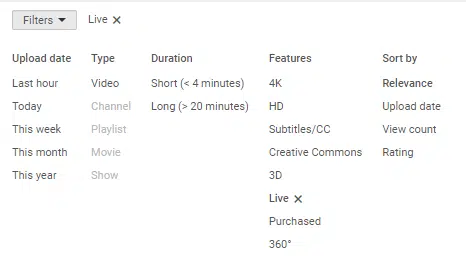 Filters Live ×
Upload date Type Duration Features Sort by
Last hour Video Short (< 4 minutes) 4K Relevance
Today Channel Long (> 20 minutes) HD Upload date
This week Playlist Subtitles/CC View count
This month Movie Creative Commons Rating
This year Show 3D
Live ×
Purchased
360°